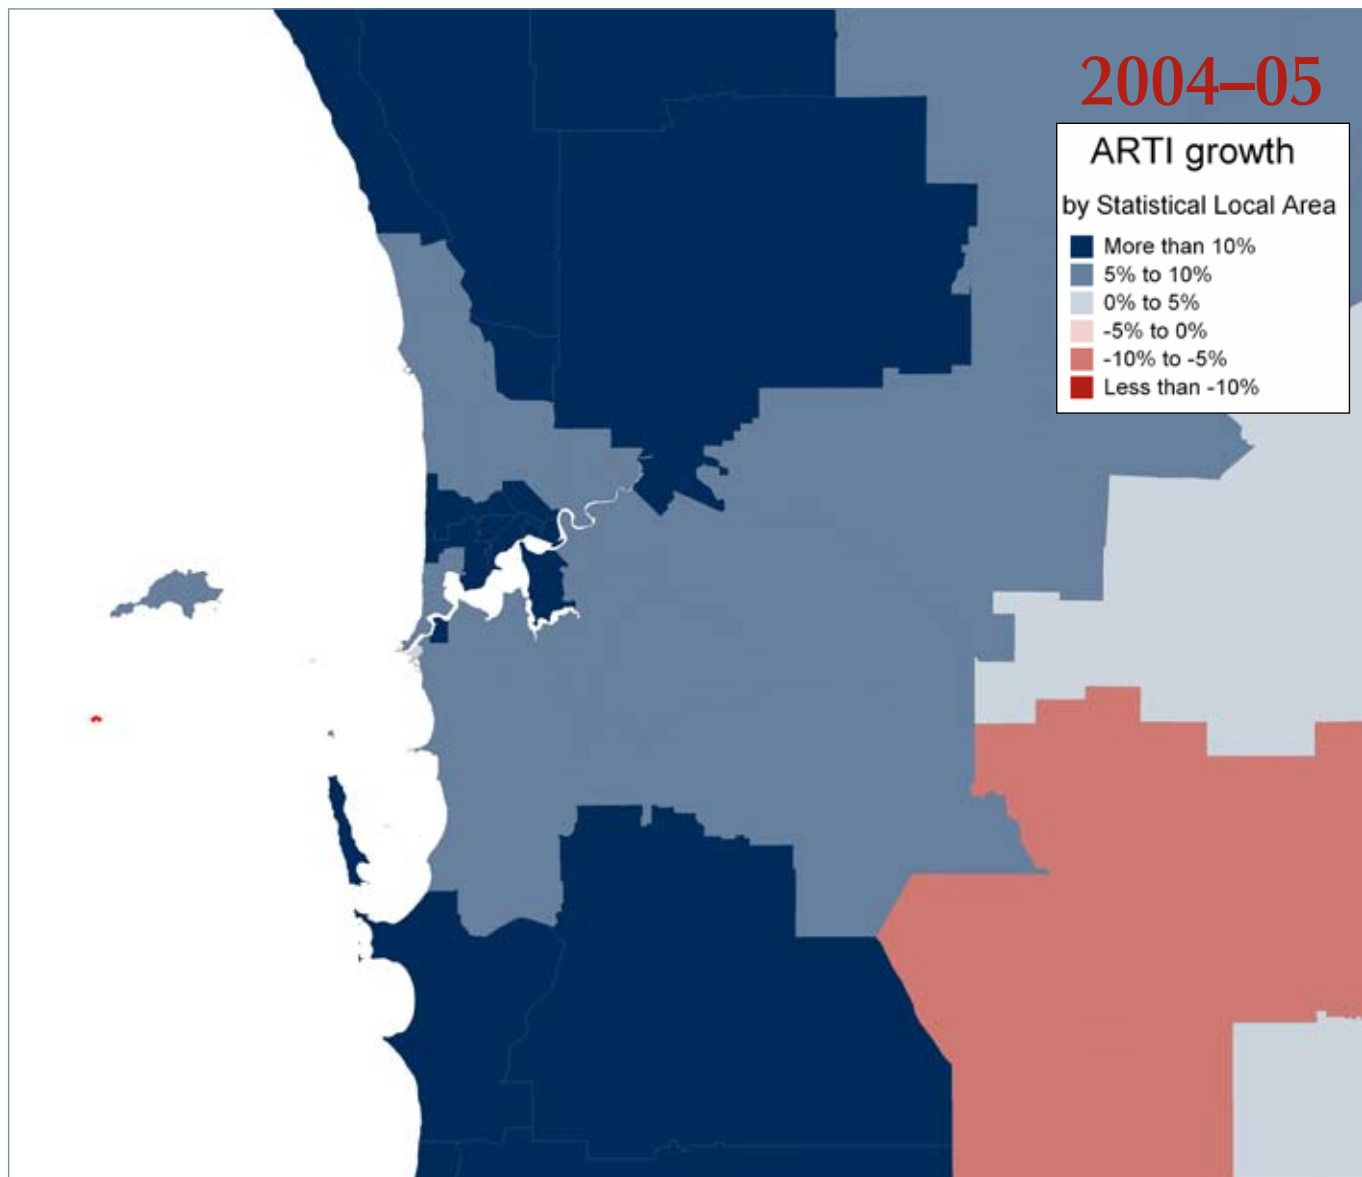 2004–05
ARTI growth
by Statistical Local Area
More than 10%
5% to 10%
0% to 5%
-5% to 0%
-10% to -5%
Less than -10%